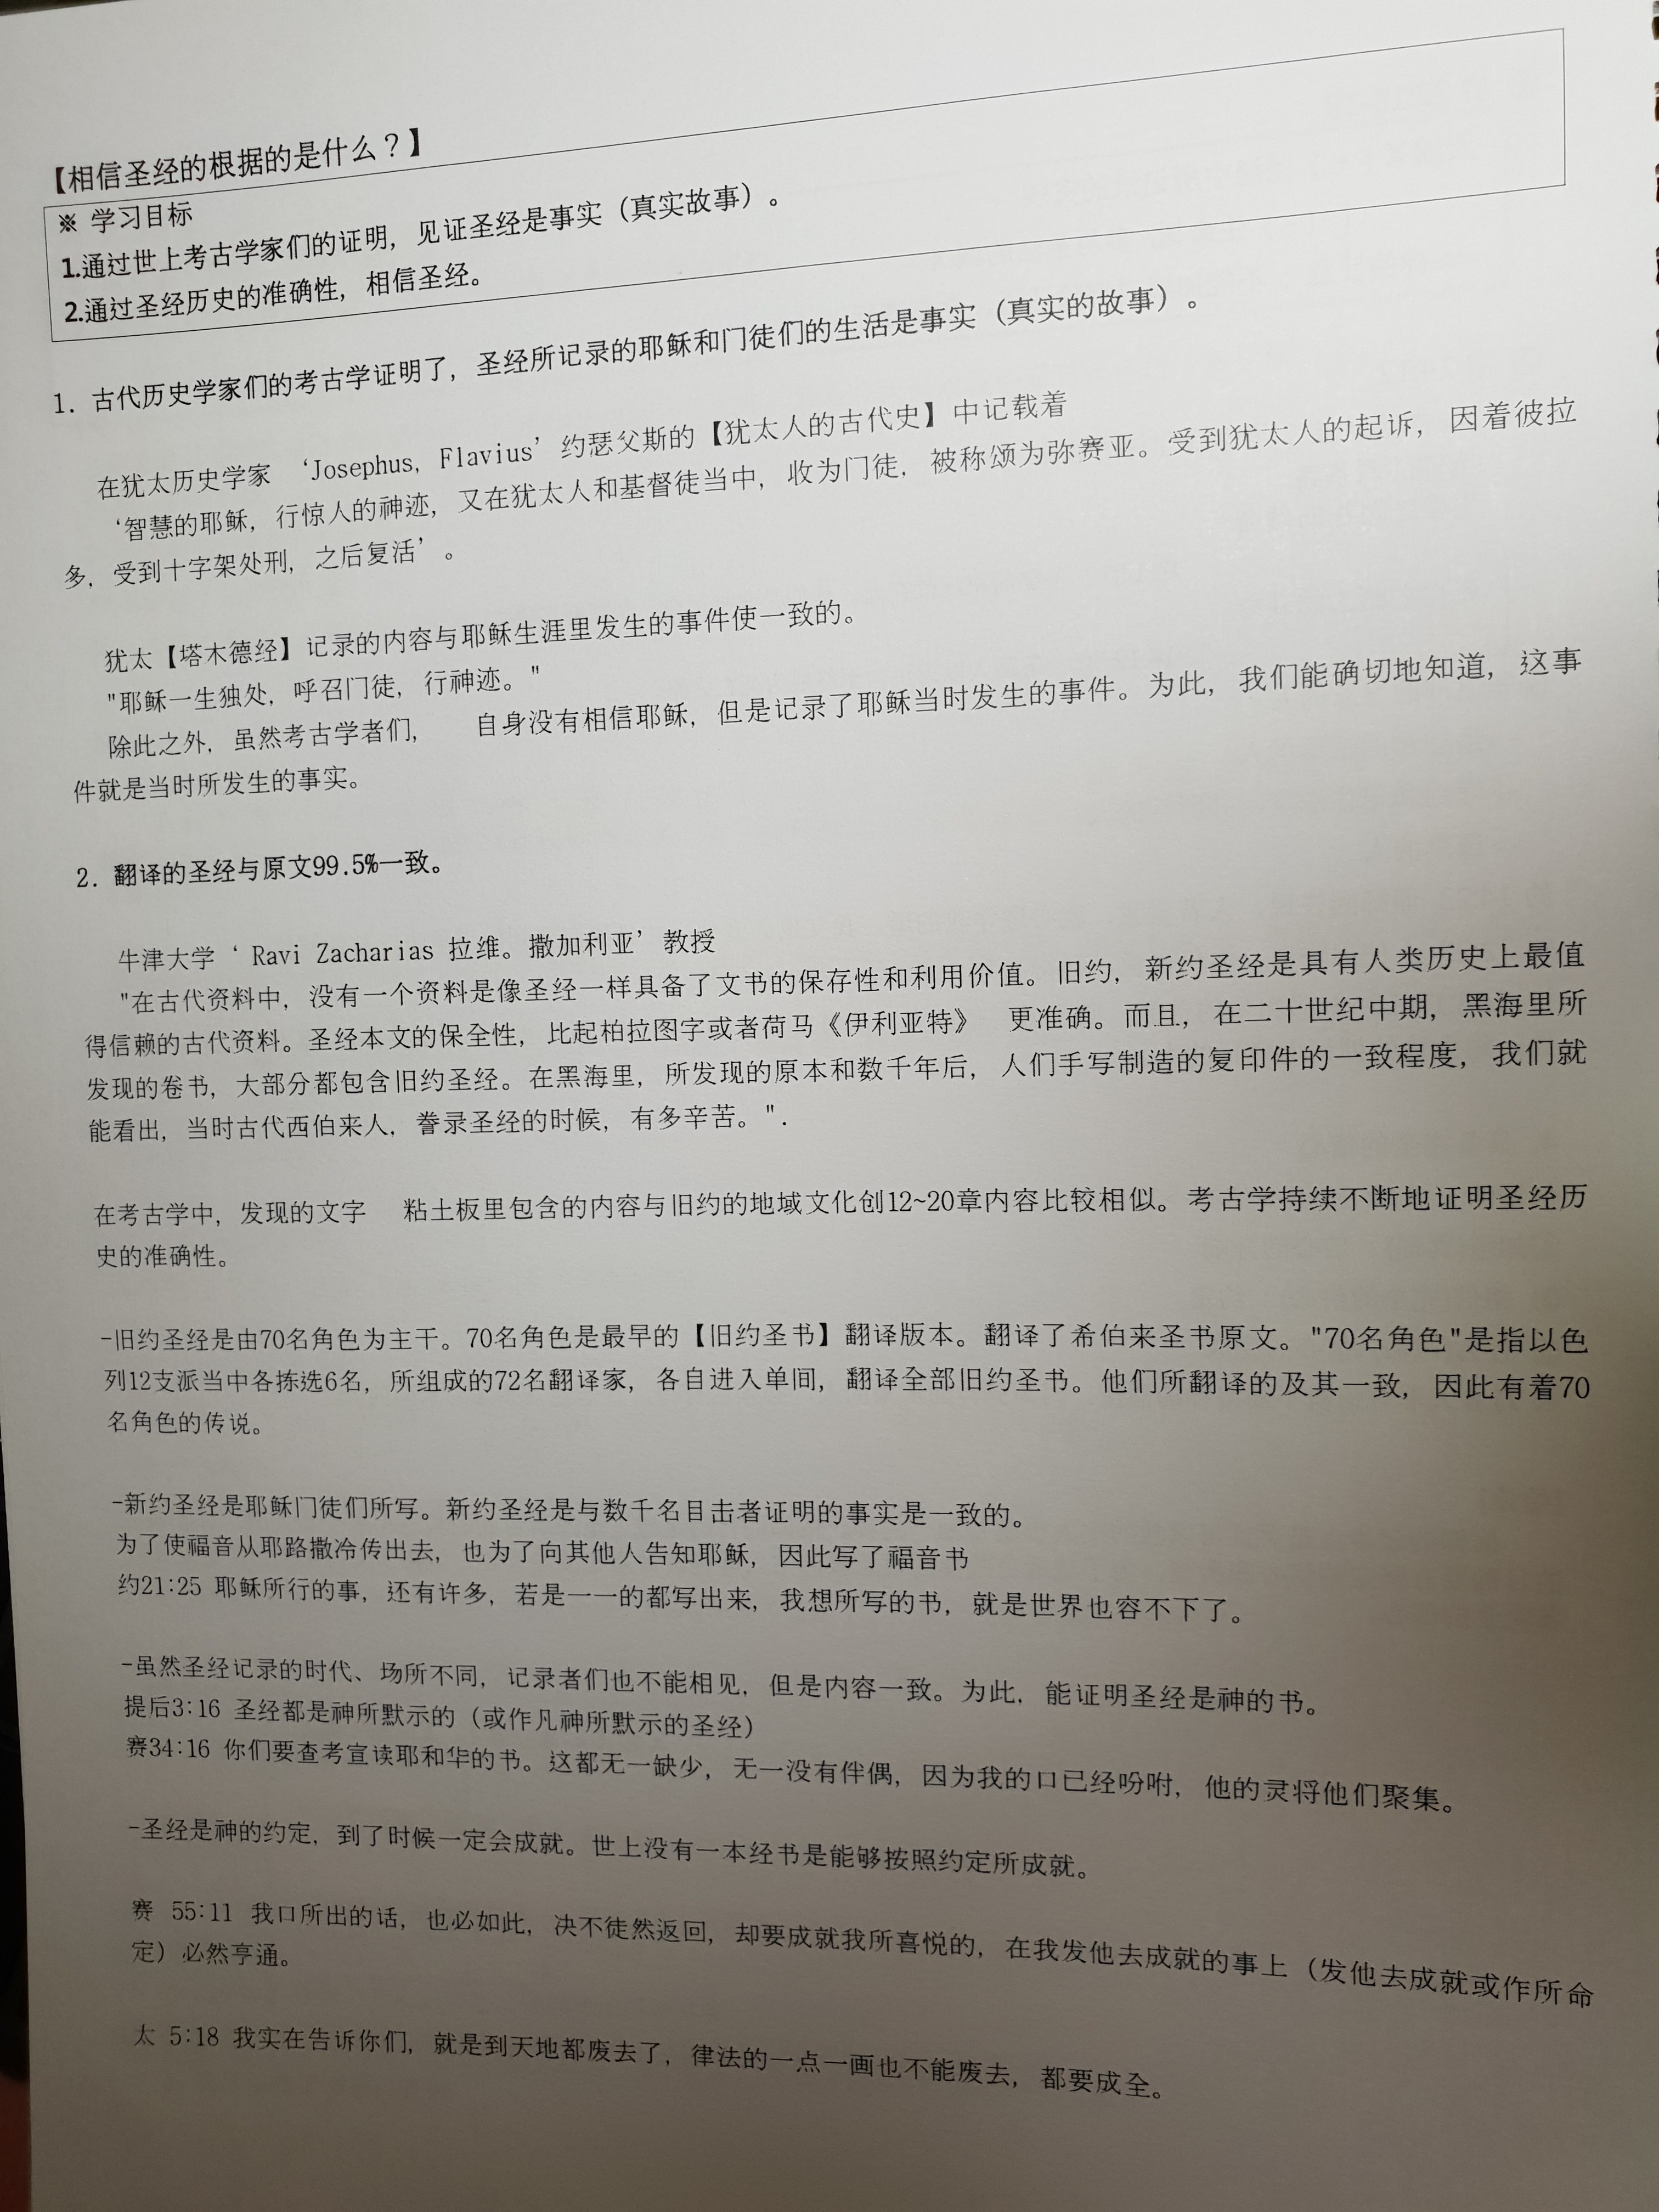 【相信圣经的根据的是什么？】
※ 学习目标
1.通过世上考古学家们的证明，见证圣经是事实（真实故事）。
2.通过圣经历史的准确性，相信圣经。
1. 古代历史学家们的考古学证明了，圣经所记录的耶稣和门徒们的生活是事实（真实的故事）。
在犹太历史学家 ‘Josephus, Flavius’约瑟父斯的【犹太人的古代史】中记载着
‘智慧的耶稣，行惊人的神迹，又在犹太人和基督徒当中，收为门徒，被称颂为弥赛亚。受到犹太人的起诉，因着彼拉
多，受到十字架处刑，之后复活’。
犹太【塔木德经】记录的内容与耶稣生涯里发生的事件使一致的。
"耶稣一生独处，呼召门徒，行神迹。"
除此之外，虽然考古学者们， 自身没有相信耶稣，但是记录了耶稣当时发生的事件。为此，我们能确切地知道，这事
件就是当时所发生的事实。
2. 翻译的圣经与原文99.5%一致。
牛津大学‘ Ravi Zacharias 拉维。撒加利亚’教授
"在古代资料中，没有一个资料是像圣经一样具备了文书的保存性和利用价值。旧约，新约圣经是具有人类历史上最值
得信赖的古代资料。圣经本文的保全性，比起柏拉图字或者荷马《伊利亚特》 更准确。而且，在二十世纪中期，黑海里所
发现的卷书，大部分都包含旧约圣经。在黑海里，所发现的原本和数千年后，人们手写制造的复印件的一致程度，我们就
能看出，当时古代西伯来人，誊录圣经的时候，有多辛苦。".
在考古学中，发现的文字 粘土板里包含的内容与旧约的地域文化创12~20章内容比较相似。考古学持续不断地证明圣经历
史的准确性。
-旧约圣经是由70名角色为主干。70名角色是最早的【旧约圣书】翻译版本。翻译了希伯来圣书原文。"70名角色"是指以色
列12支派当中各拣选6名，所组成的72名翻译家，各自进入单间，翻译全部旧约圣书。他们所翻译的及其一致，因此有着70
名角色的传说。
-新约圣经是耶稣门徒们所写。新约圣经是与数千名目击者证明的事实是一致的。
为了使福音从耶路撒冷传出去，也为了向其他人告知耶稣，因此写了福音书
约21:25 耶稣所行的事，还有许多，若是一一的都写出来，我想所写的书，就是世界也容不下了。
-虽然圣经记录的时代、场所不同，记录者们也不能相见，但是内容一致。为此，能证明圣经是神的书。
提后3:16 圣经都是神所默示的（或作凡神所默示的圣经）
赛34:16 你们要查考宣读耶和华的书。这都无一缺少，无一没有伴偶，因为我的口已经吩咐，他的灵将他们聚集。
-圣经是神的约定，到了时候一定会成就。世上没有一本经书是能够按照约定所成就。
赛 55:11 我口所出的话，也必如此，决不徒然返回，却要成就我所喜悦的，在我发他去成就的事上（发他去成就或作所命
定）必然亨通。
太 5:18 我实在告诉你们，就是到天地都废去了，律法的一点一画也不能废去，都要成全。